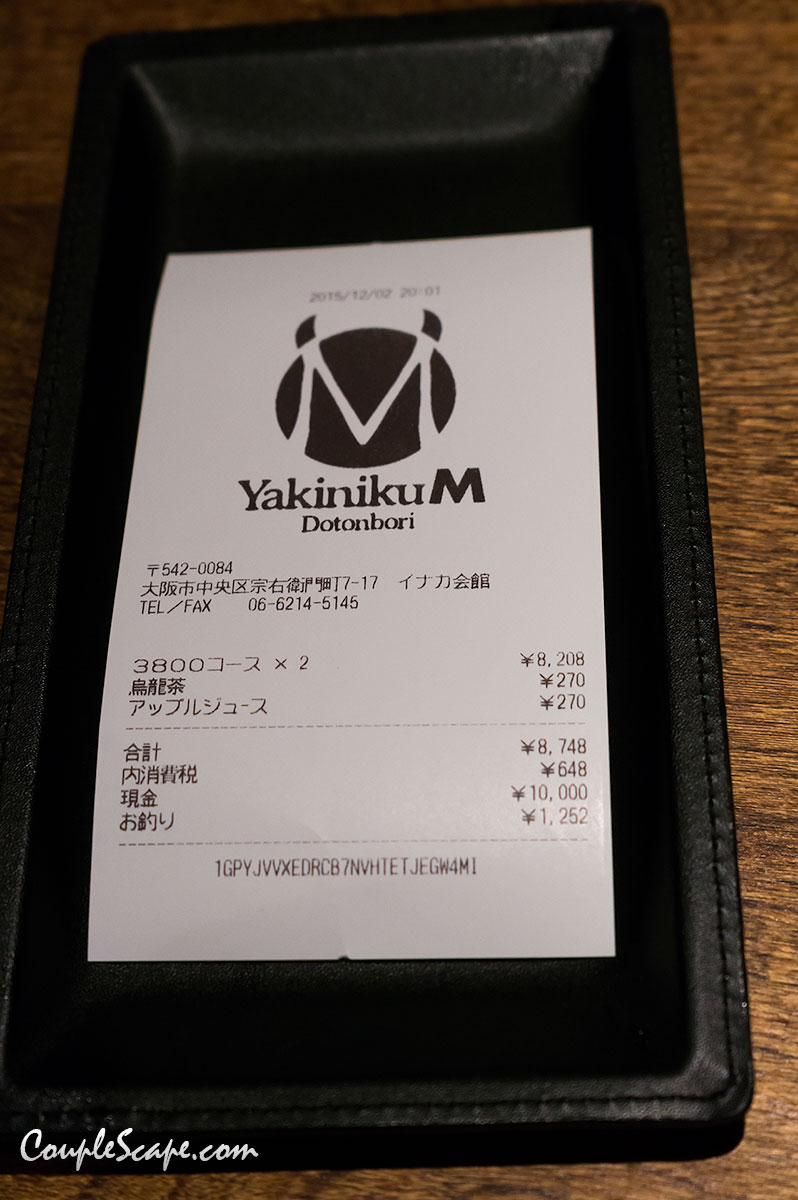 2015/12/02 20:01
M
Yakiniku M
Dotonbori
〒542-0084
大阪市中央区宗右衛門町7-17 イナカ会館
TEL/FAX 06-6214-5145
3800コース × 2 ¥8,208
烏龍茶 ¥270
アップルジュース ¥270
合計 ¥8,748
内消費税 ¥648
現金 ¥10,000
お釣り ¥1,252
1GPYJVVXEDRCB7NVHTETJEGW4MI
CoupleScape.com